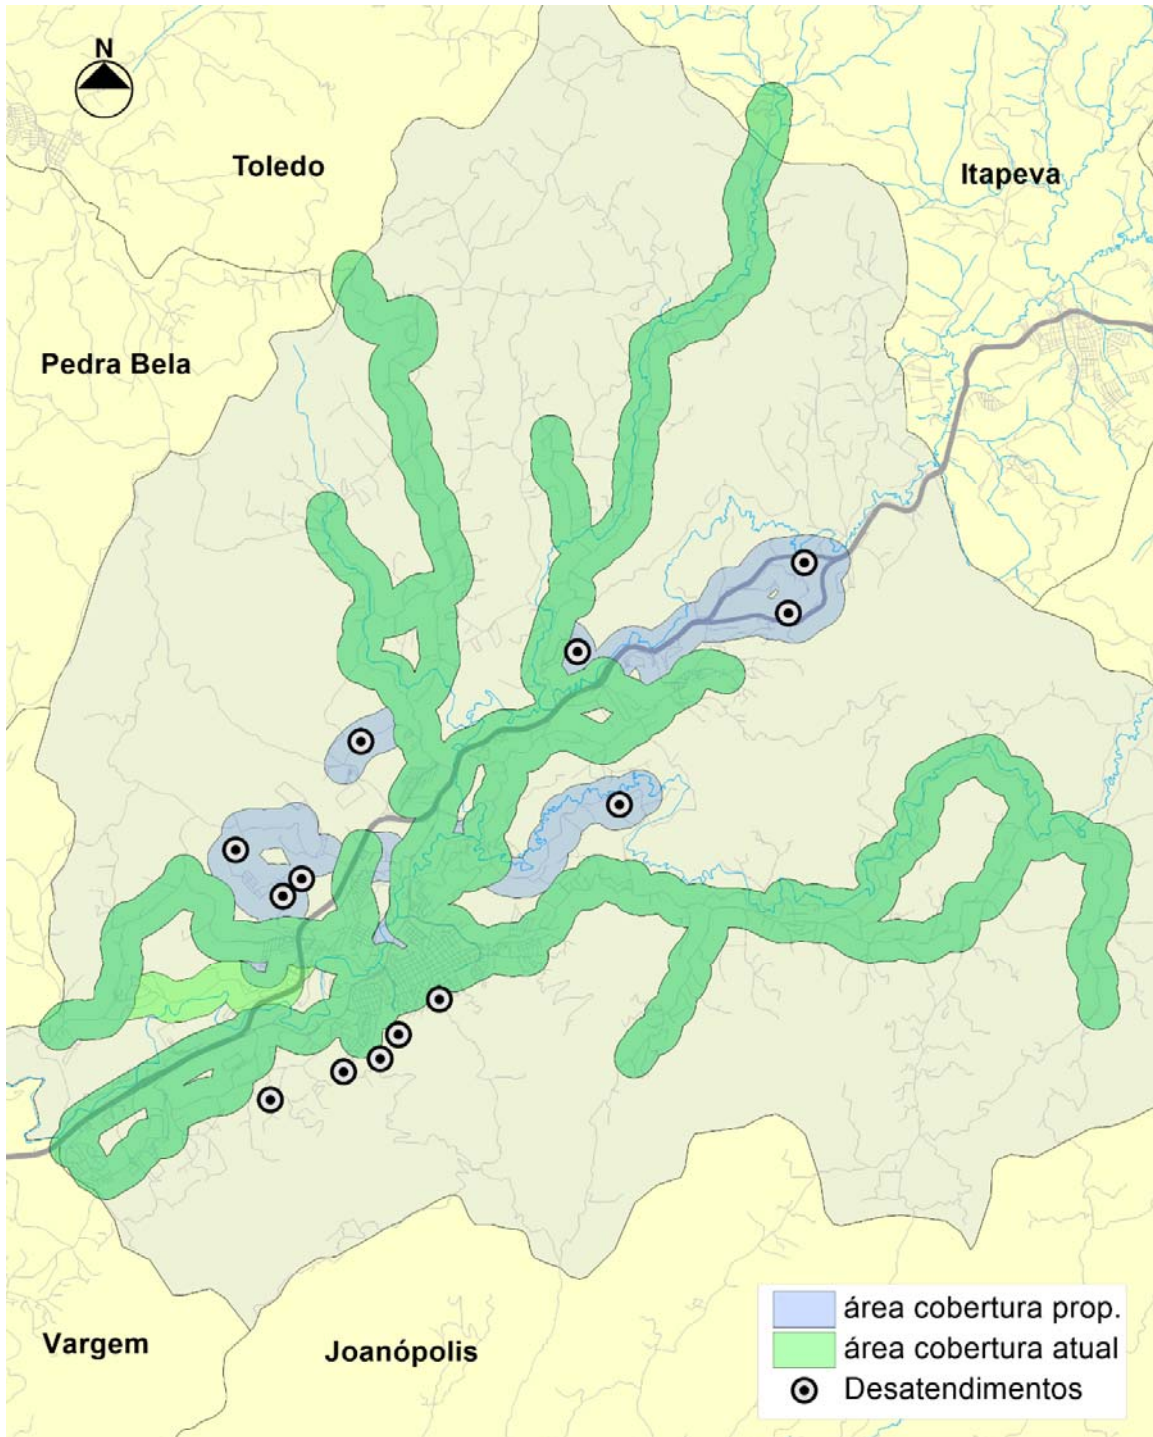 N
Toledo
Itapeva
Pedra Bela
Vargem
Joanópolis
área cobertura prop.
área cobertura atual
Desatendimentos